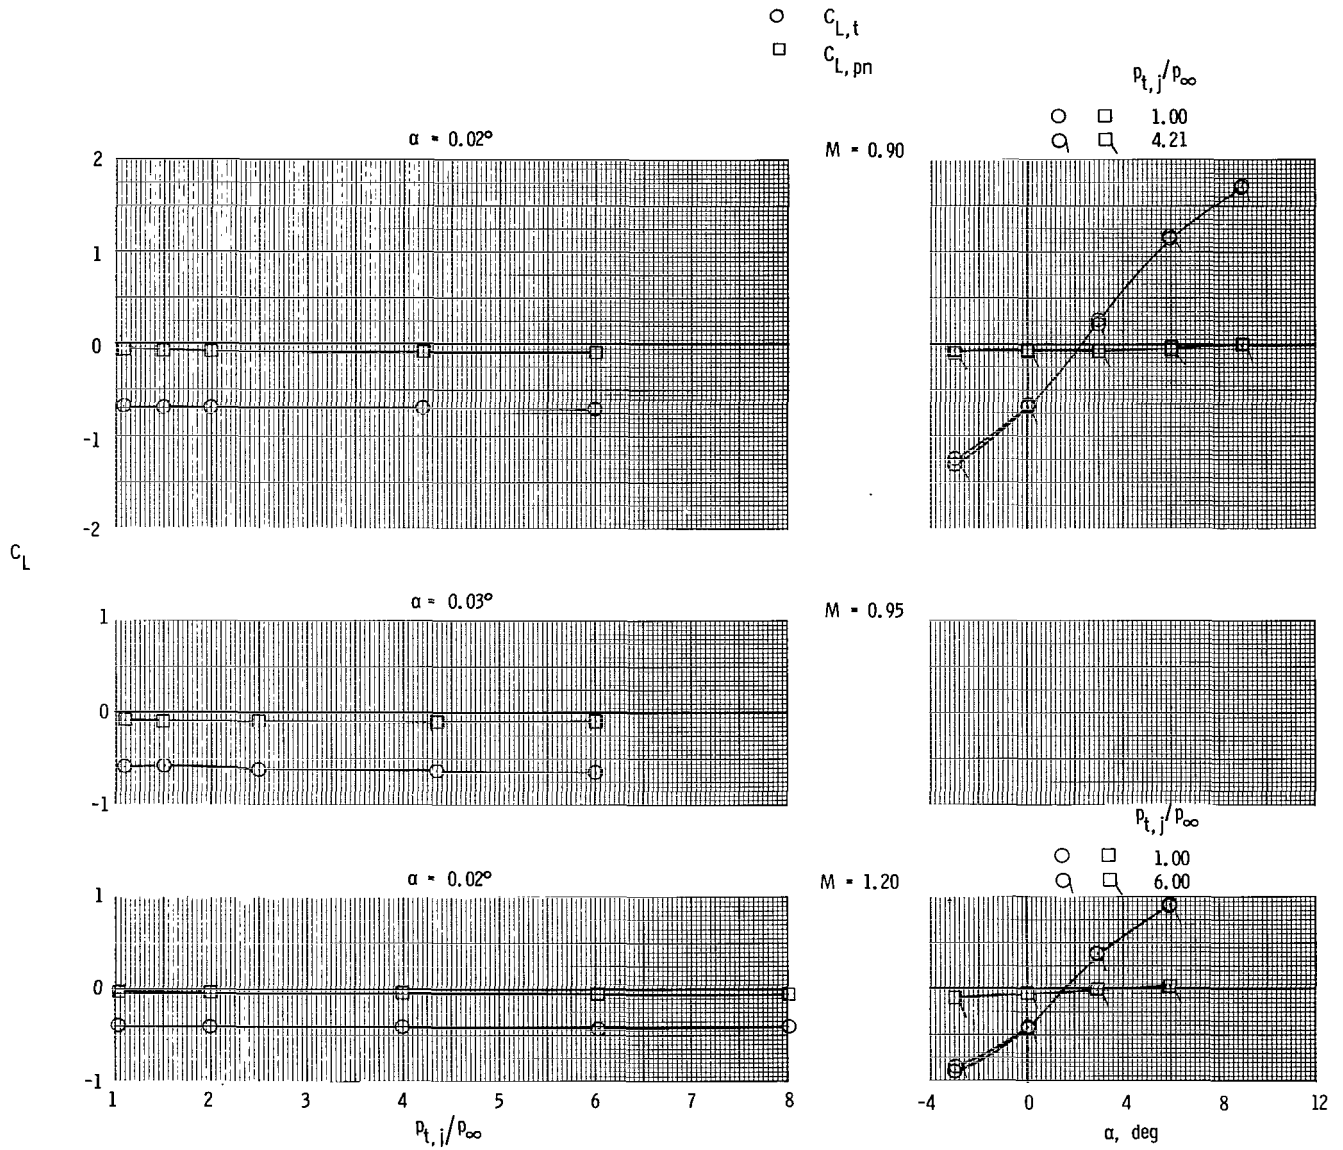 C_L,t
C_L,pn
p_t,j/p_∞
1.00
4.21
α = 0.02°
M = 0.90
2
1
0
-1
-2
C_L
α = 0.03°
M = 0.95
1
0
-1
p_t,j/p_∞
1.00
6.00
α = 0.02°
M = 1.20
1
0
-1
1 2 3 4 5 6 7 8
p_t,j/p_∞
-4 0 4 8 12
α, deg